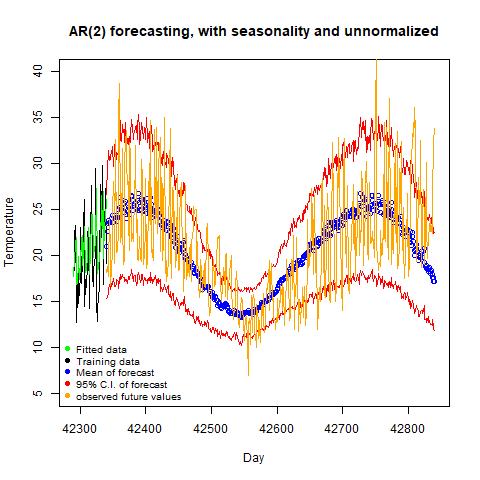 AR(2) forecasting, with seasonality and unnormalized
40
35
30
25
20
15
10
5
Temperature
Fitted data
Training data
Mean of forecast
95% C.I. of forecast
observed future values
42300 42400 42500 42600 42700 42800
Day